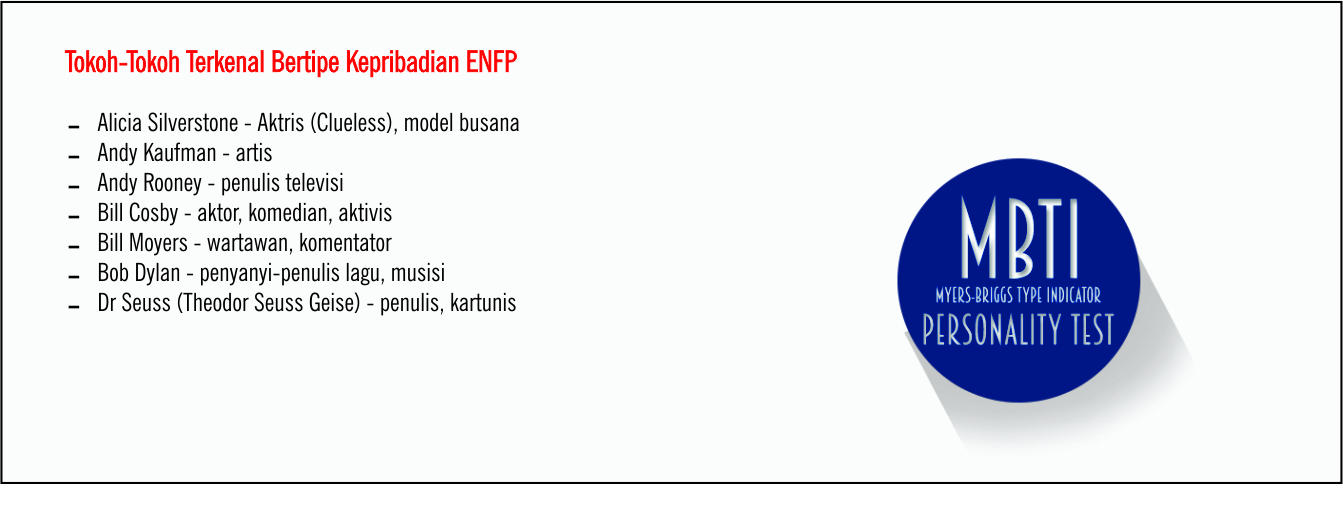 Tokoh-Tokoh Terkenal Bertipe Kepribadian ENFP
- Alicia Silverstone - Aktris (Clueless), model busana
- Andy Kaufman - artis
- Andy Rooney - penulis televisi
- Bill Cosby - aktor, komedian, aktivis
- Bill Moyers - wartawan, komentator
- Bob Dylan - penyanyi-penulis lagu, musisi
- Dr Seuss (Theodor Seuss Geise) - penulis, kartunis
MBTI
MYERS-BRIGGS TYPE INDICATOR
PERSONALITY TEST